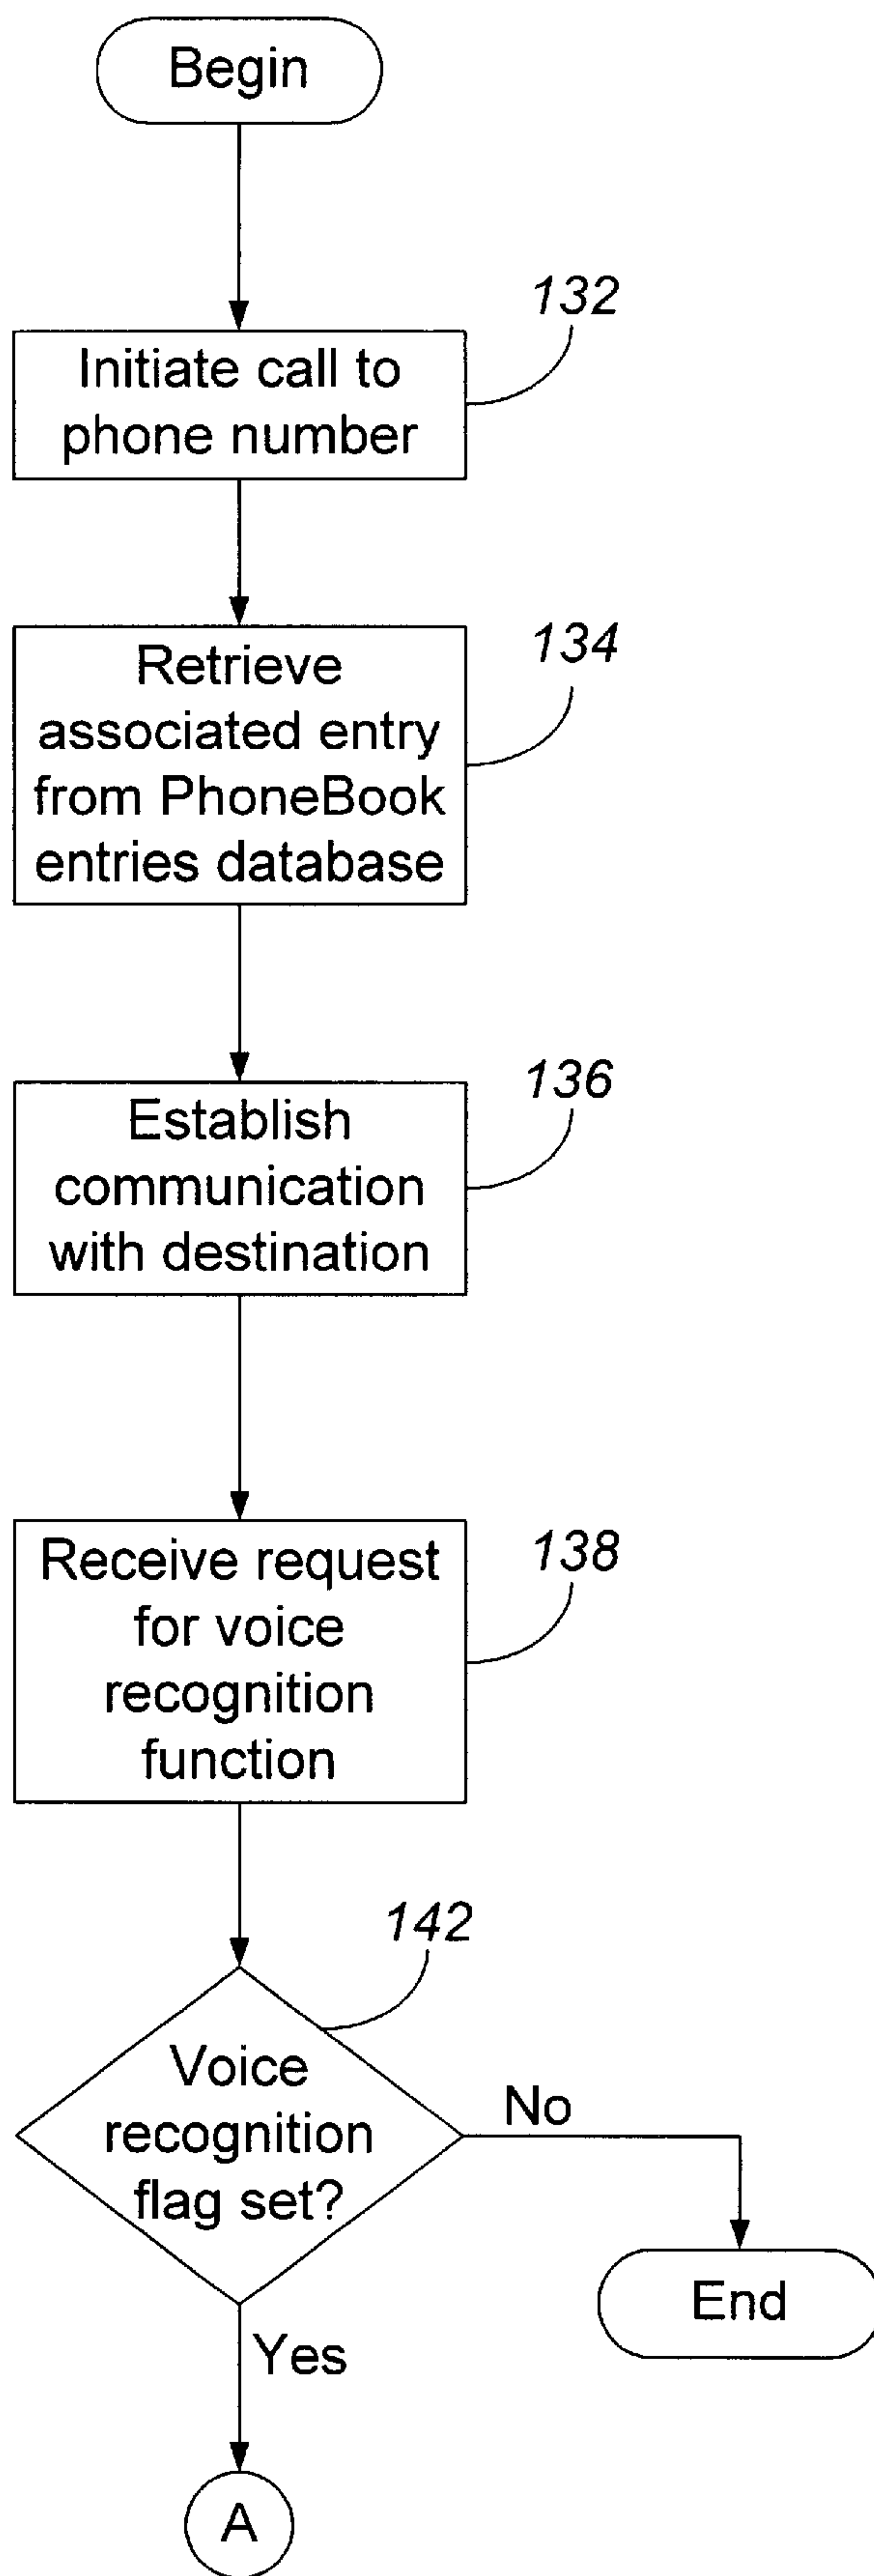 Begin
132
Initiate call to
phone number
134
Retrieve
associated entry
from PhoneBook
entries database
136
Establish
communication
with destination
138
Receive request
for voice
recognition
function
142
Voice
recognition
flag set?
No
End
Yes
A